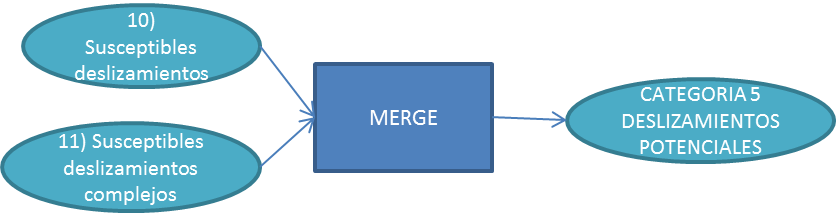 10)
Susceptibles
deslizamientos
11) Susceptibles
deslizamientos
complejos
MERGE
CATEGORIA 5
DESLIZAMIENTOS
POTENCIALES